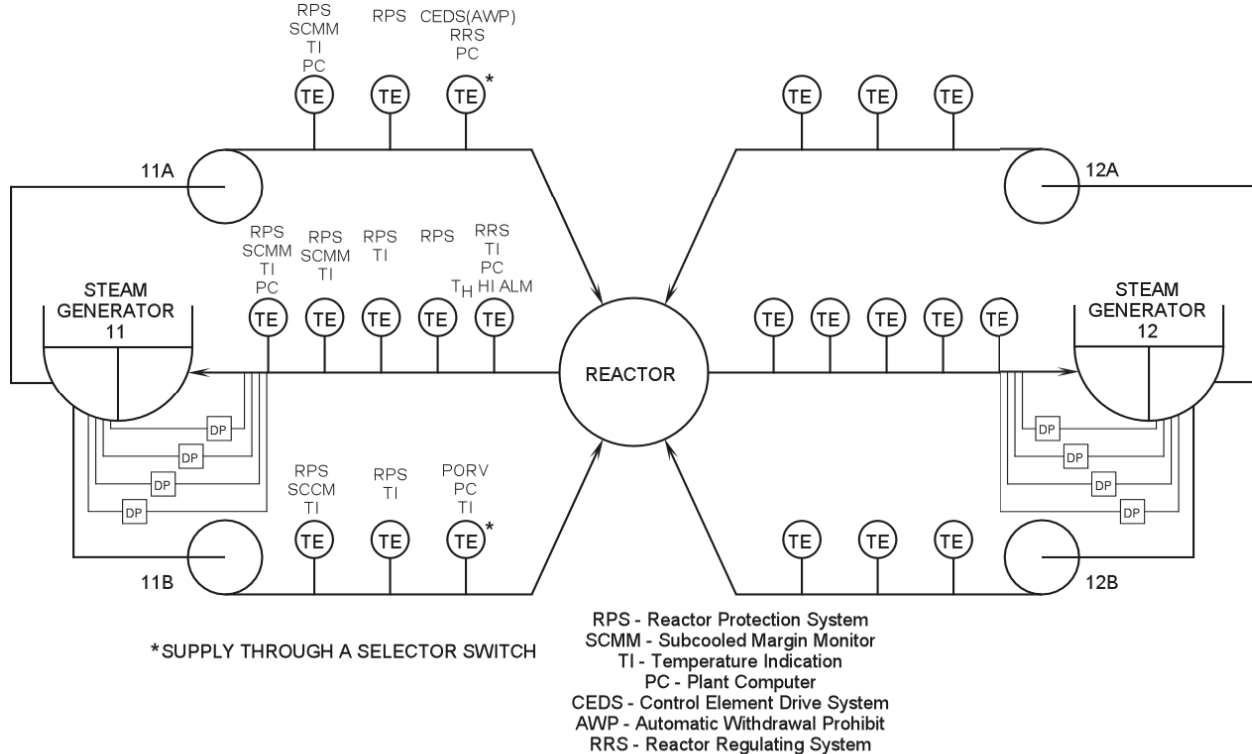 RPS
SCMM
TI
PC
RPS
CEDS(AWP)
RRS
PC
TE
TE
TE
*
TE
TE
TE
11A
12A
RPS
SCMM
TI
PC
RPS
SCMM
TI
RPS
TI
RPS
RRS
TI
PC
TH HI ALM
STEAM
GENERATOR
11
TE
TE
TE
TE
TE
REACTOR
TE
TE
TE
TE
TE
STEAM
GENERATOR
12
DP
DP
DP
DP
DP
DP
DP
DP
RPS
SCCM
TI
RPS
TI
PORV
PC
TI
TE
TE
TE
*
TE
TE
TE
11B
12B
*SUPPLY THROUGH A SELECTOR SWITCH
RPS - Reactor Protection System
SCMM - Subcooled Margin Monitor
TI - Temperature Indication
PC - Plant Computer
CEDS - Control Element Drive System
AWP - Automatic Withdrawal Prohibit
RRS - Reactor Regulating System